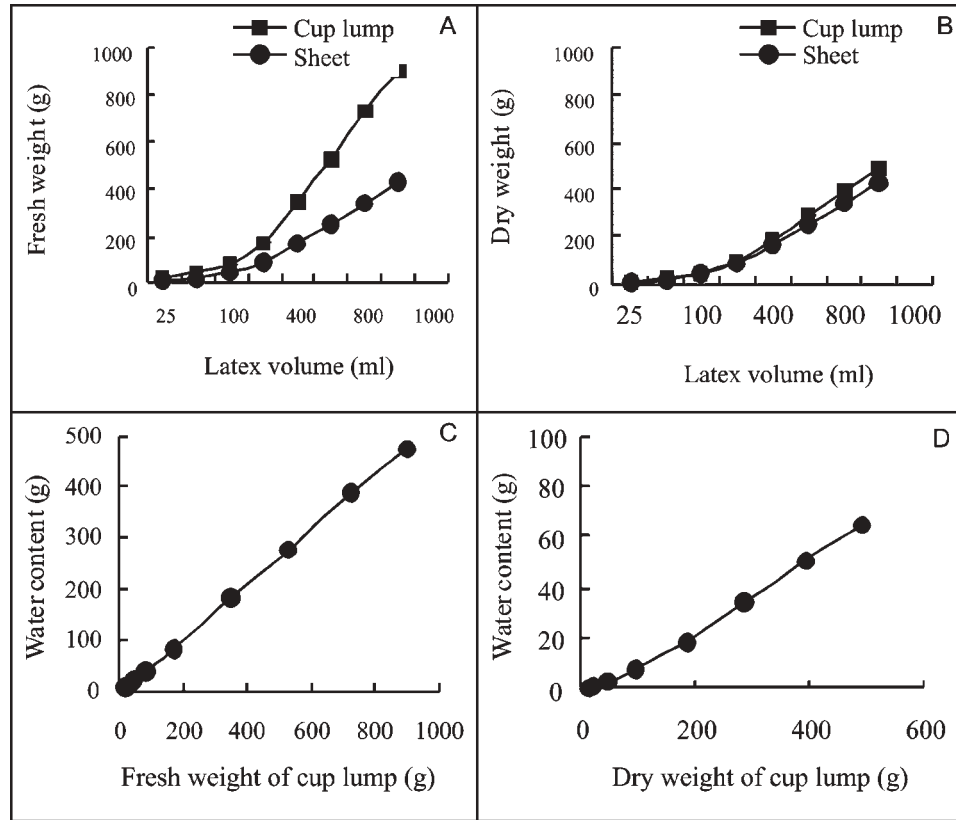 A
Cup lump
Sheet
Fresh weight (g)
1000
800
600
400
200
0
25 100 400 800 1000
Latex volume (ml)
B
Cup lump
Sheet
Dry weight (g)
1000
800
600
400
200
0
25 100 400 800 1000
Latex volume (ml)
C
Water content (g)
500
400
300
200
100
0
0 200 400 600 800 1000
Fresh weight of cup lump (g)
D
Water content (g)
100
80
60
40
20
0
0 200 400 600
Dry weight of cup lump (g)